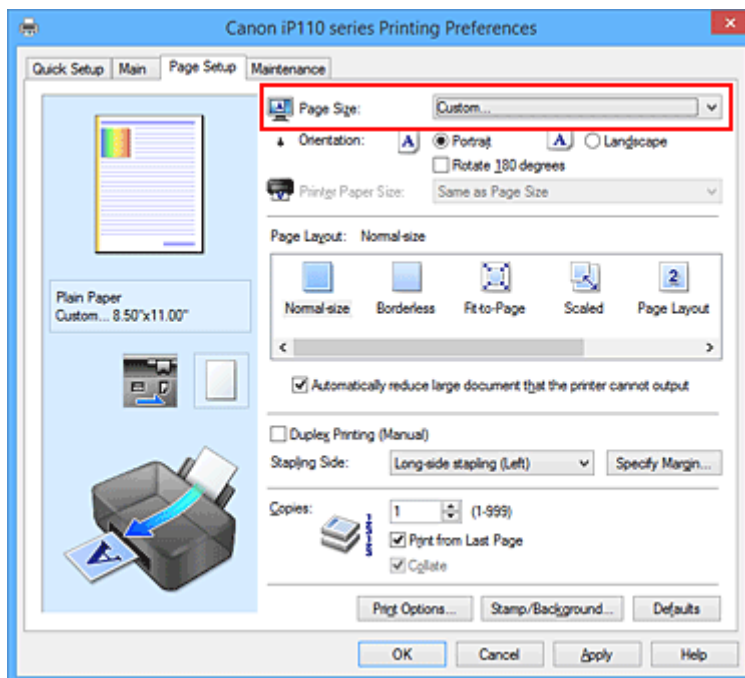 Canon iP110 series Printing Preferences
Quick Setup Main Page Setup Maintenance
Page Size: Custom...
Orientation: A Portrait A Landscape
Rotate 180 degrees
Printer Paper Size: Same as Page Size
Page Layout: Normal-size
2
Normal-size Borderless Fit-to-Page Scaled Page Layout
Plain Paper
Custom... 8.50"x11.00"
Automatically reduce large document that the printer cannot output
Duplex Printing (Manual)
Stapling Side: Long-side stapling (Left) Specify Margin...
Copies: 1 (1-999)
Print from Last Page
Collate
A
Print Options... Stamp/Background... Defaults
OK Cancel Apply Help